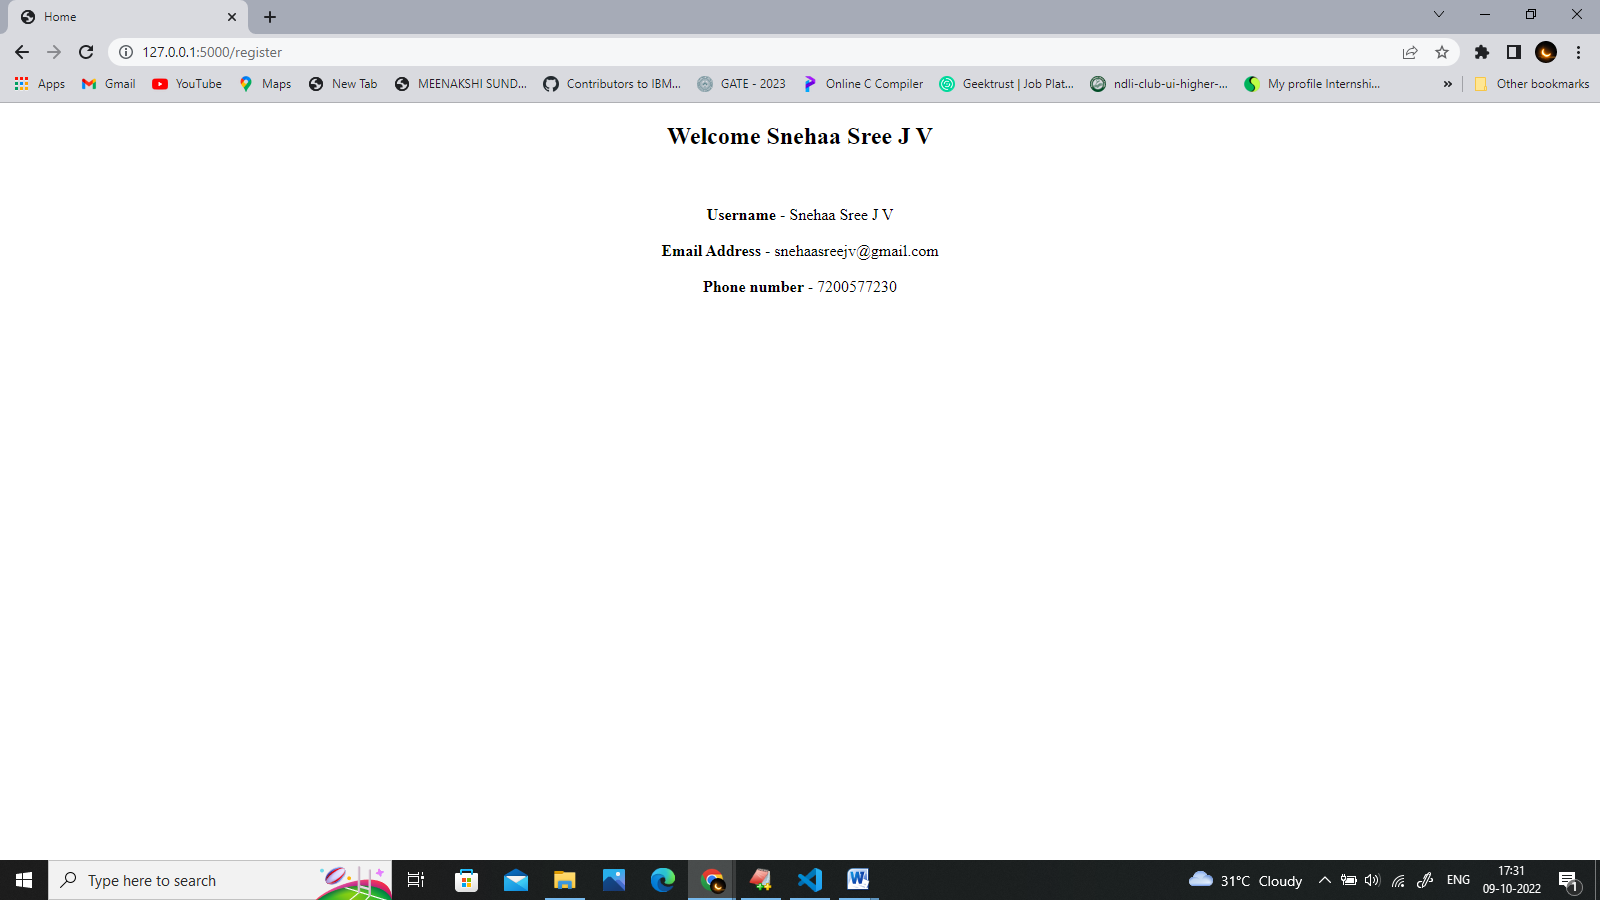 Home
127.0.0.1:5000/register
Apps
Gmail
YouTube
Maps
New Tab
MEENAKSHI SUND...
Contributors to IBM...
GATE - 2023
Online C Compiler
Geektrust | Job Plat...
ndli-club-ui-higher-...
My profile Internshi...
»
Other bookmarks
Welcome Snehaa Sree J V
Username - Snehaa Sree J V
Email Address - snehaasreejv@gmail.com
Phone number - 7200577230
Type here to search
31°C Cloudy
ENG
17:31
09-10-2022
1